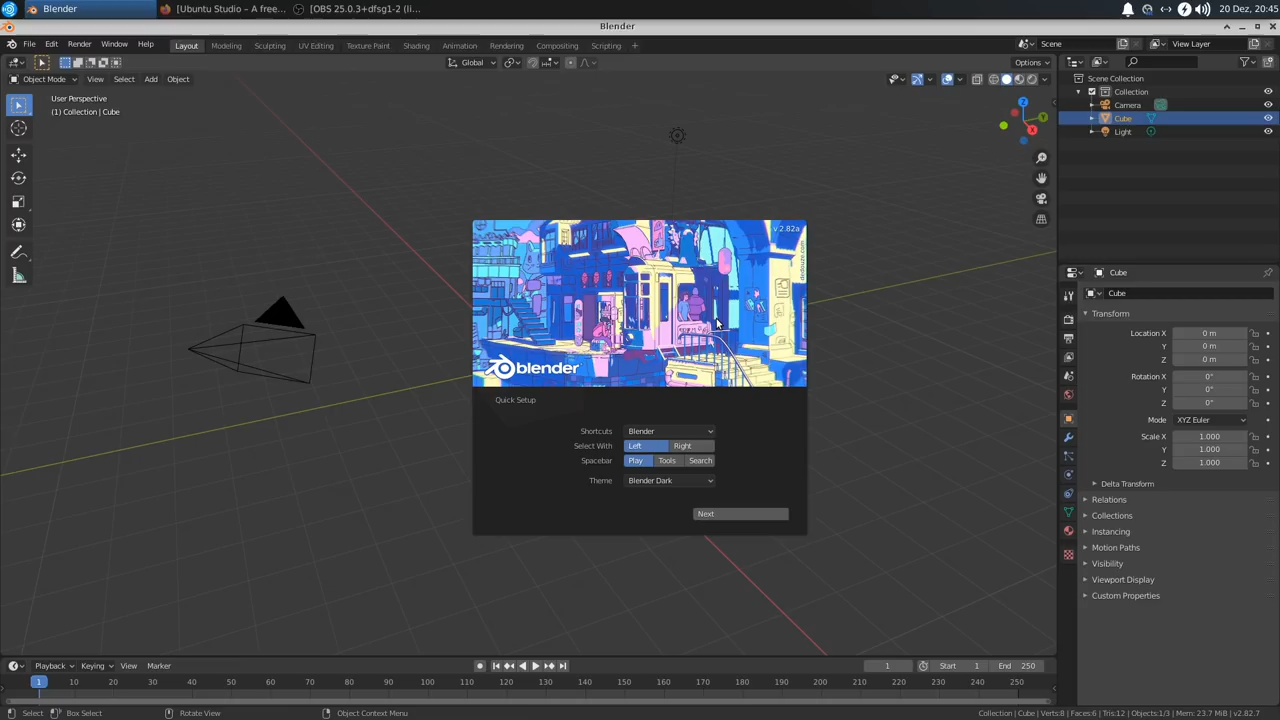 Blender
[Ubuntu Studio – A free...
[OBS 25.0.3+dfsg1-2 (li...
20 Dez, 20:45
Blender
File Edit Render Window Help
Layout Modeling Sculpting UV Editing Texture Paint Shading Animation Rendering Compositing Scripting +
Scene
View Layer
Global
Options
Object Mode View Select Add Object
User Perspective
(1) Collection | Cube
Z
Y
X
Scene Collection
Collection
Camera
Cube
Light
v 2.82a
dedouze.com
blender
Quick Setup
Shortcuts Blender
Select With Left Right
Spacebar Play Tools Search
Theme Blender Dark
Next
Cube
Cube
Transform
Location X 0 m
Y 0 m
Z 0 m
Rotation X 0°
Y 0°
Z 0°
Mode XYZ Euler
Scale X 1.000
Y 1.000
Z 1.000
Delta Transform
Relations
Collections
Instancing
Motion Paths
Visibility
Viewport Display
Custom Properties
Playback Keying View Marker
1 Start 1 End 250
1 10 20 30 40 50 60 70 80 90 100 110 120 130 140 150 160 170 180 190 200 210 220 230 240 250
Select Box Select Rotate View Object Context Menu
Collection | Cube | Verts:8 | Faces:6 | Tris:12 | Objects:1/3 | Mem: 23.7 MiB | v2.82.7